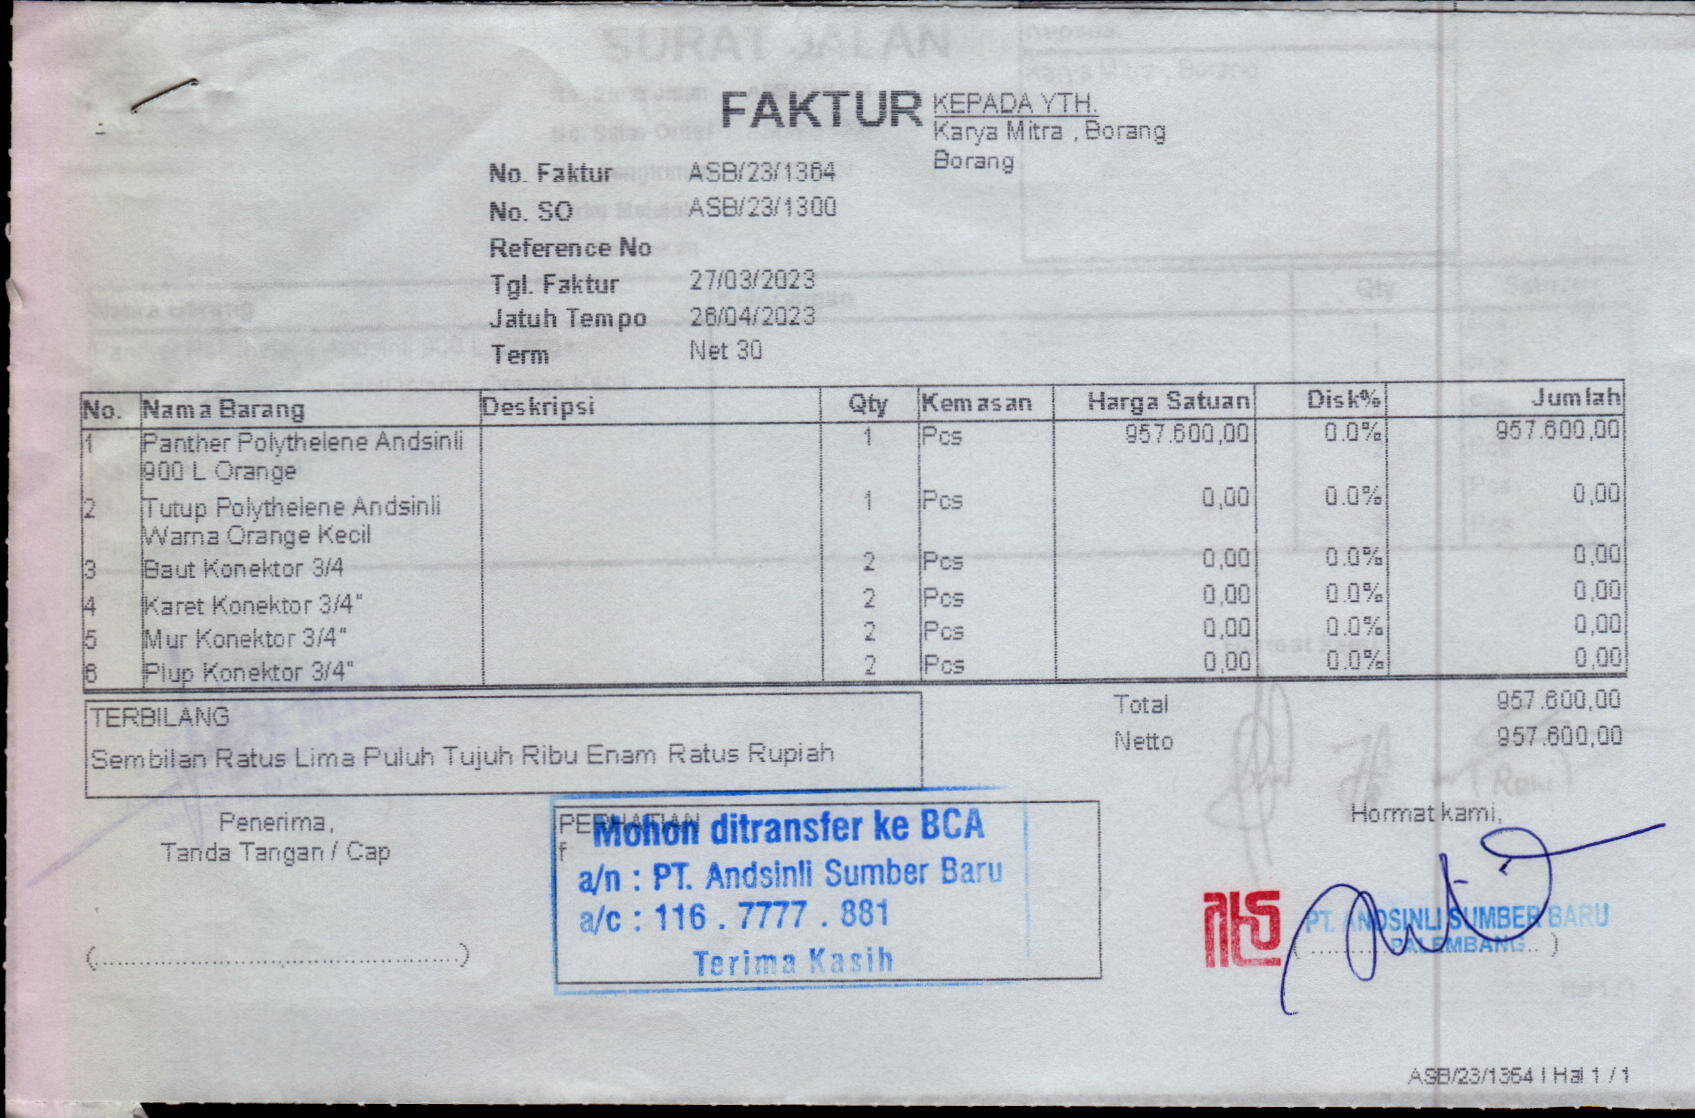 FAKTUR
KEPADA YTH.
Karya Mitra , Borang
Borang
No. Faktur ASB/23/1364
No. SO ASB/23/1300
Reference No
Tgl. Faktur 27/03/2023
Jatuh Tempo 26/04/2023
Term Net 30
No. Nama Barang Deskripsi Qty Kemasan Harga Satuan Disk% Jumlah
1 Panther Polythelene Andsinli 1 Pcs 957.600,00 0.0% 957.600,00
900 L Orange
2 Tutup Polythelene Andsinli 1 Pcs 0,00 0.0% 0,00
Warna Orange Kecil
3 Baut Konektor 3/4 2 Pcs 0,00 0.0% 0,00
4 Karet Konektor 3/4" 2 Pcs 0,00 0.0% 0,00
5 Mur Konektor 3/4" 2 Pcs 0,00 0.0% 0,00
6 Plup Konektor 3/4" 2 Pcs 0,00 0.0% 0,00
TERBILANG
Sembilan Ratus Lima Puluh Tujuh Ribu Enam Ratus Rupiah
Total 957.600,00
Netto 957.600,00
Penerima,
Tanda Tangan / Cap
(............................................)
PERHATIAN
f
Mohon ditransfer ke BCA
a/n : PT. Andsinli Sumber Baru
a/c : 116 . 7777 . 881
Terima Kasih
Hormat kami,
PT. ANDSINLI SUMBER BARU
PALEMBANG
ASB/23/1364 | Hal 1 / 1